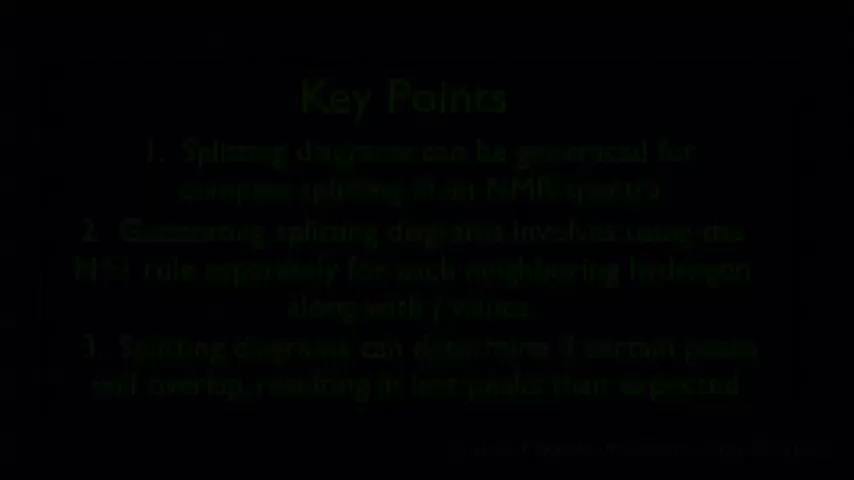 Key Points
1. Splitting diagrams can be generated for
complex splitting in an NMR spectra
2. Generating splitting diagrams involves using the
N+1 rule separately for each neighboring hydrogen
along with J values.
3. Splitting diagrams can determine if certain peaks
will overlap, resulting in less peaks than expected